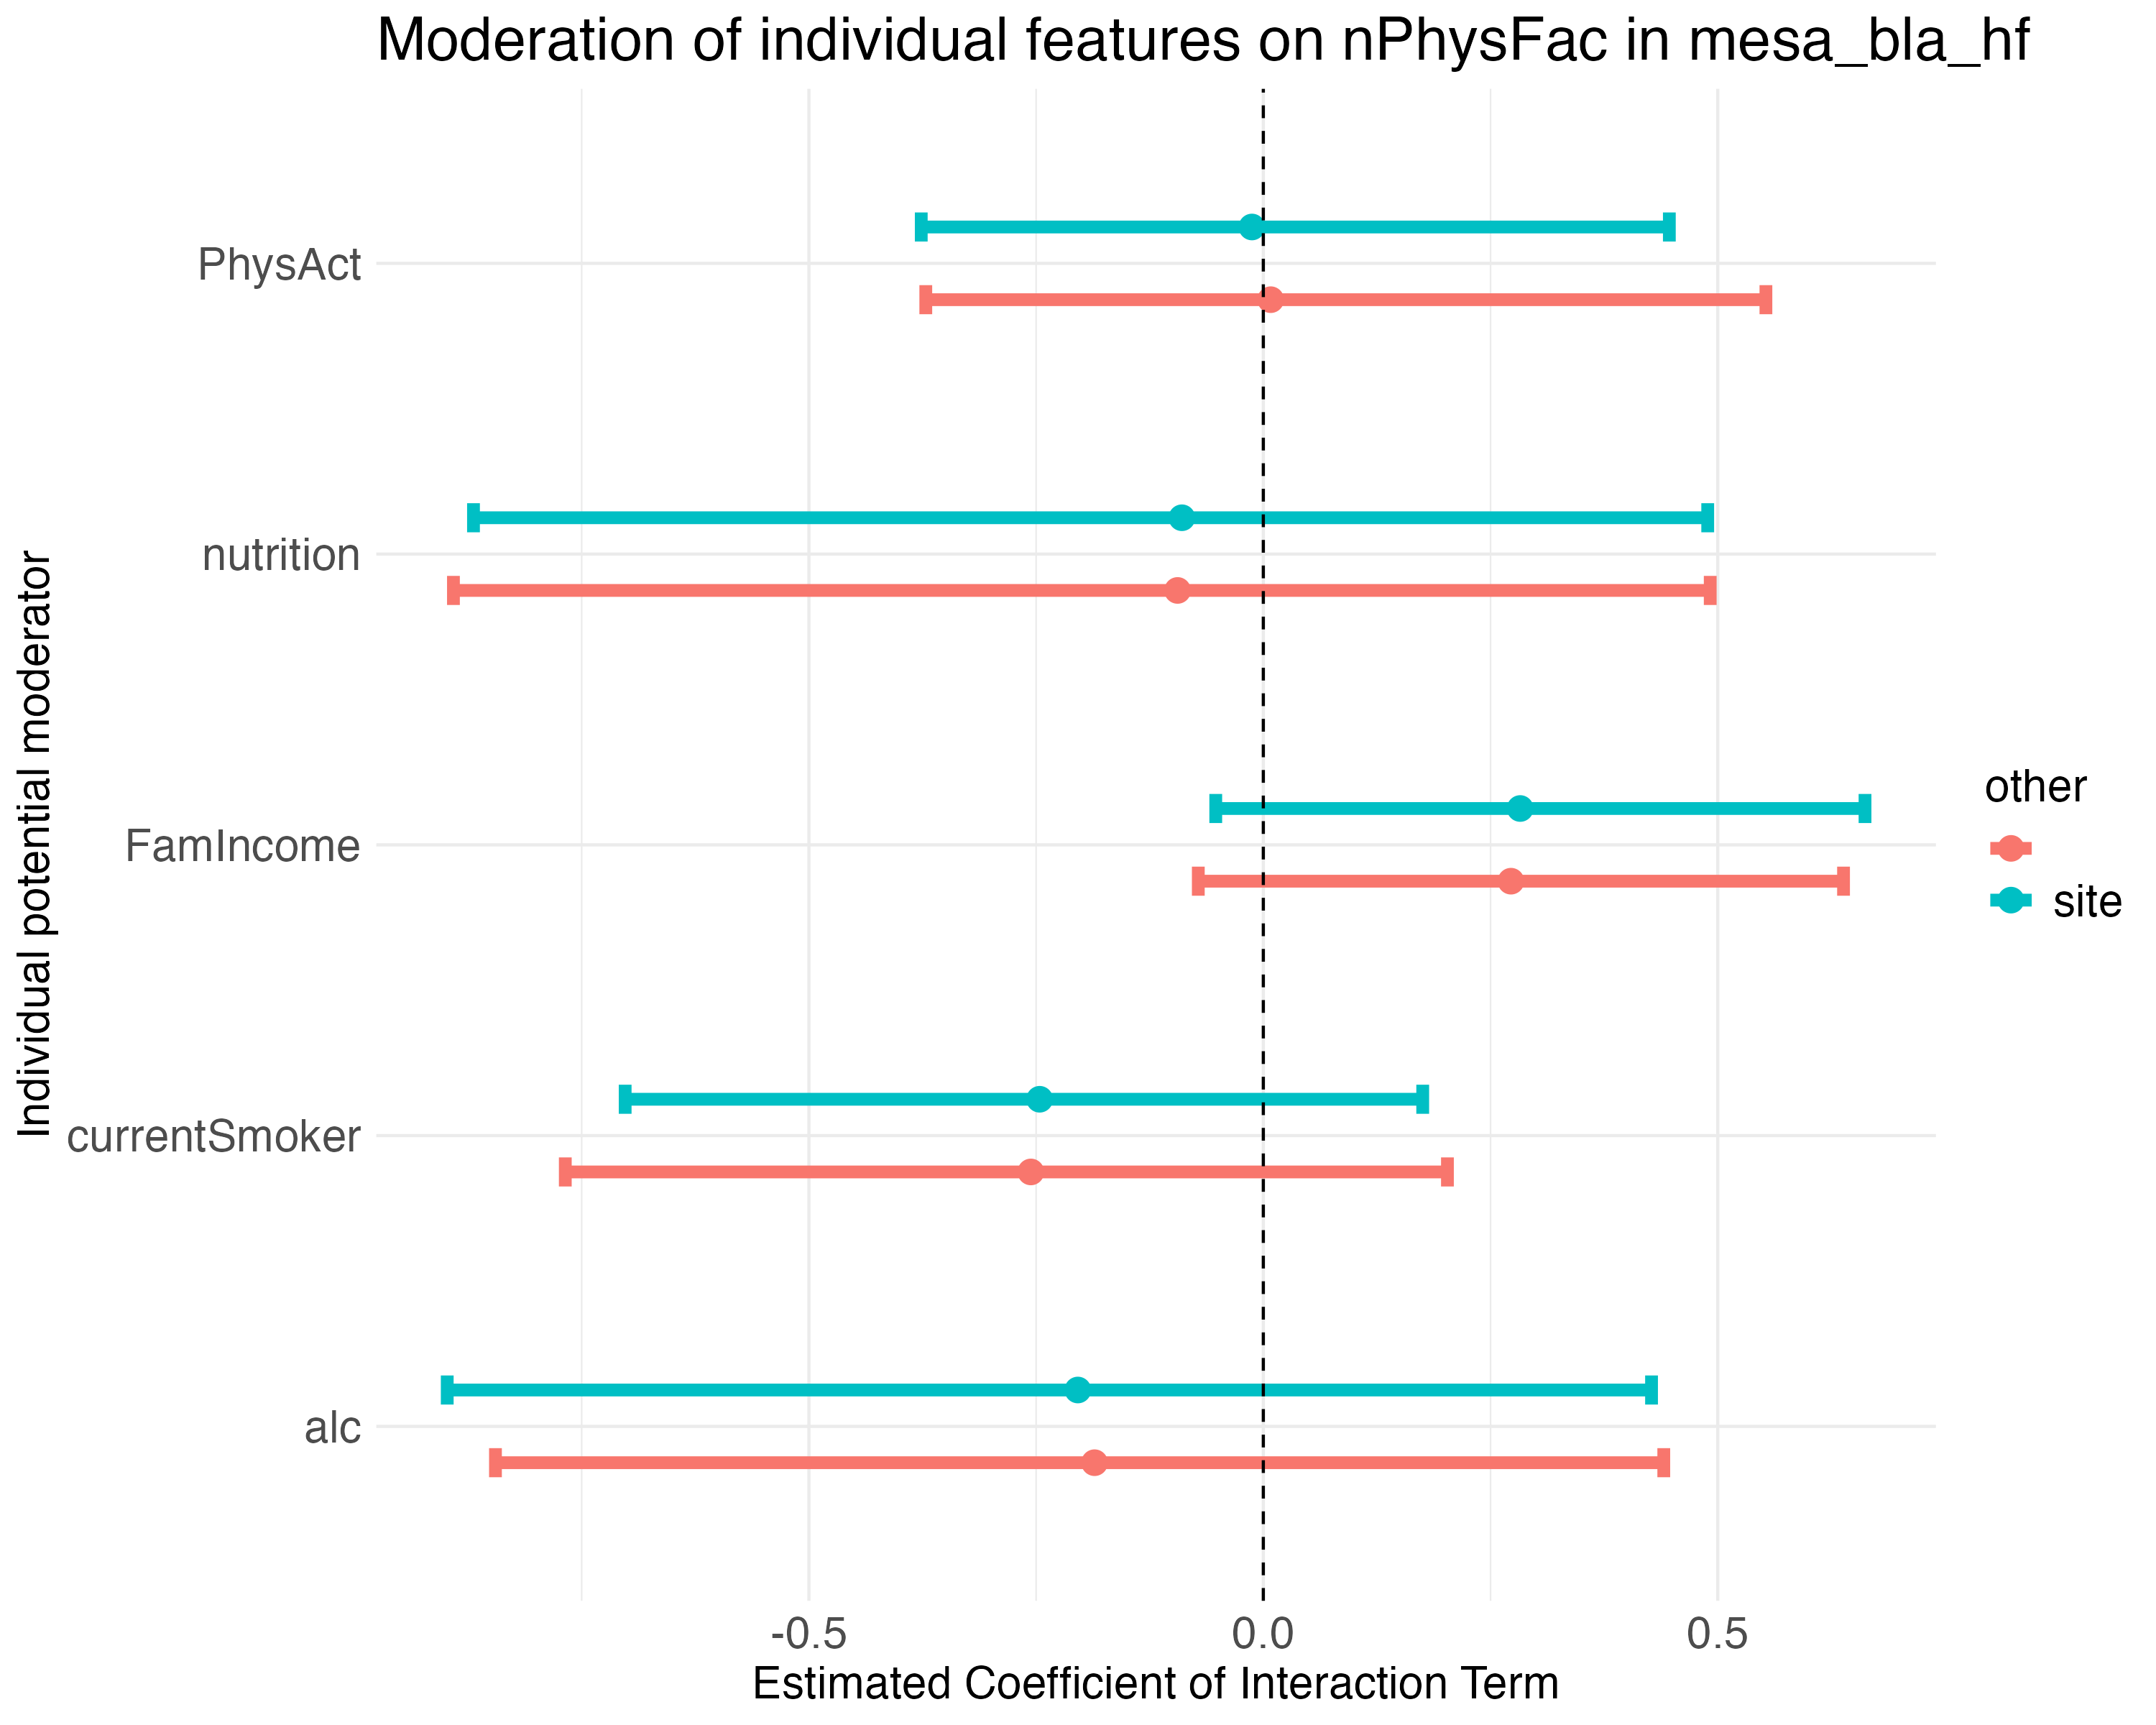 Moderation of individual features on nPhysFac in mesa_bla_hf
Individual potential moderator
PhysAct
nutrition
FamIncome
currentSmoker
alc
other
site
-0.5
0.0
0.5
Estimated Coefficient of Interaction Term